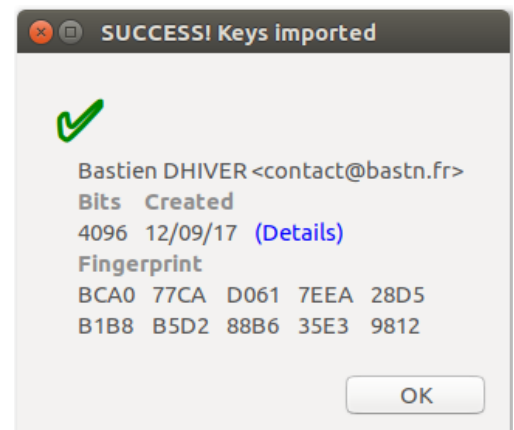 SUCCESS! Keys imported
Bastien DHIVER <contact@bastn.fr>
Bits Created
4096 12/09/17 (Details)
Fingerprint
BCA0 77CA D061 7EEA 28D5
B1B8 B5D2 88B6 35E3 9812
OK